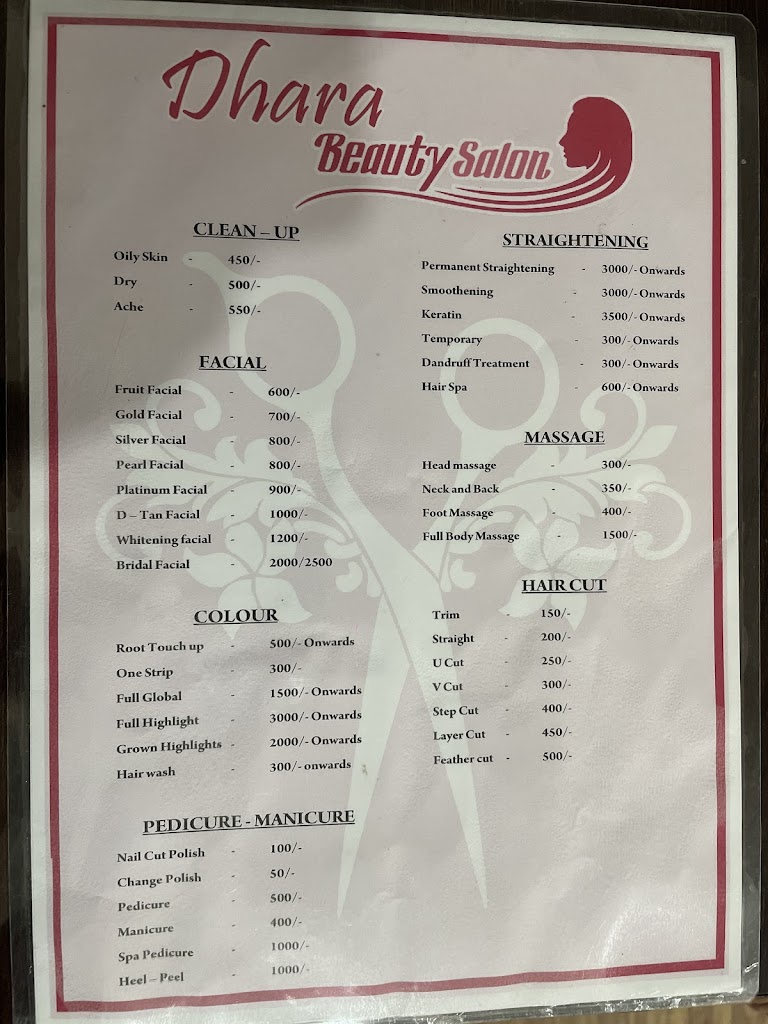 Dhara
Beauty Salon
CLEAN – UP
Oily Skin - 450/-
Dry - 500/-
Ache - 550/-
FACIAL
Fruit Facial - 600/-
Gold Facial - 700/-
Silver Facial - 800/-
Pearl Facial - 800/-
Platinum Facial - 900/-
D – Tan Facial - 1000/-
Whitening facial - 1200/-
Bridal Facial - 2000/2500
COLOUR
Root Touch up - 500/- Onwards
One Strip - 300/-
Full Global - 1500/- Onwards
Full Highlight - 3000/- Onwards
Grown Highlights - 2000/- Onwards
Hair wash - 300/- onwards
PEDICURE - MANICURE
Nail Cut Polish - 100/-
Change Polish - 50/-
Pedicure - 500/-
Manicure - 400/-
Spa Pedicure - 1000/-
Heel – Peel - 1000/-
STRAIGHTENING
Permanent Straightening - 3000/- Onwards
Smoothening - 3000/- Onwards
Keratin - 3500/- Onwards
Temporary - 300/- Onwards
Dandruff Treatment - 300/- Onwards
Hair Spa - 600/- Onwards
MASSAGE
Head massage - 300/-
Neck and Back - 350/-
Foot Massage - 400/-
Full Body Massage - 1500/-
HAIR CUT
Trim - 150/-
Straight - 200/-
U Cut - 250/-
V Cut - 300/-
Step Cut - 400/-
Layer Cut - 450/-
Feather cut - 500/-